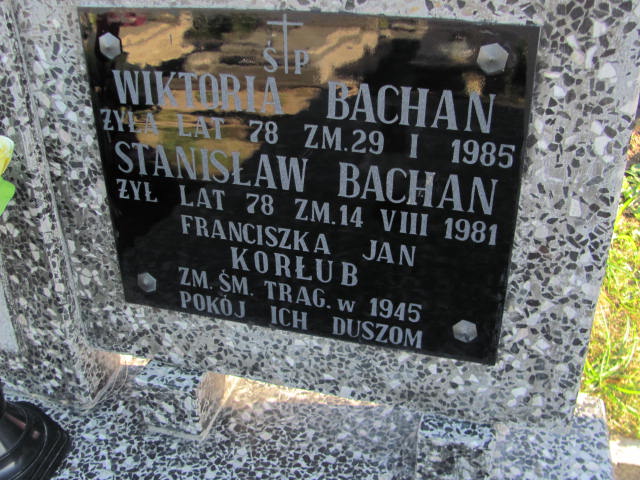 Ś P
WIKTORIA BACHAN
ŻYŁA LAT 78 ZM.29 I 1985
STANISŁAW BACHAN
ŻYŁ LAT 78 ZM.14 VIII 1981
FRANCISZKA JAN
KORŁUB
ZM. ŚM. TRAG. w 1945
POKÓJ ICH DUSZOM